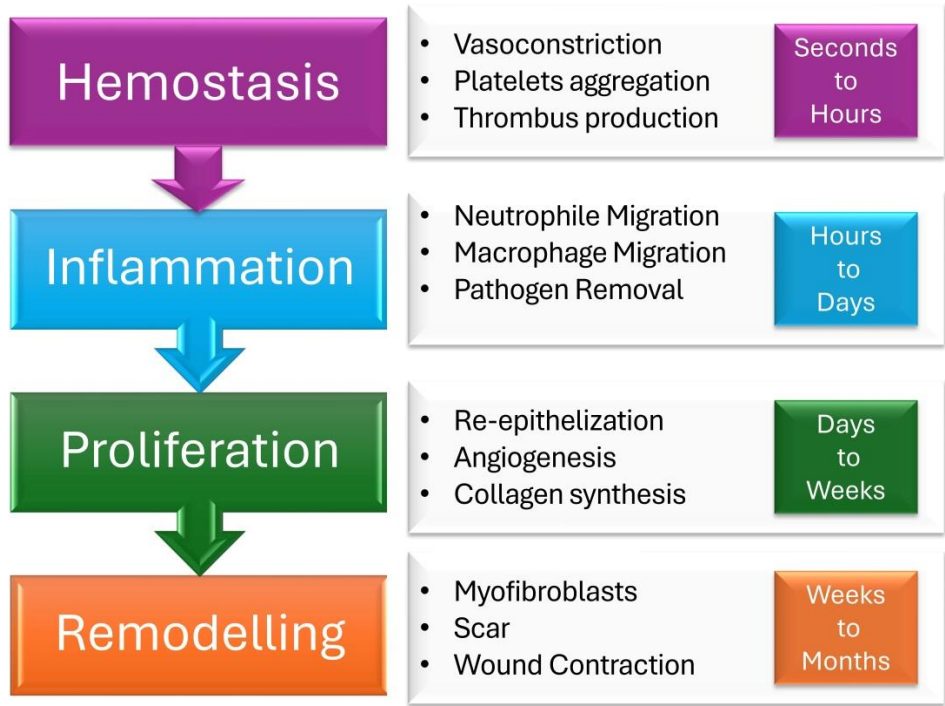 Hemostasis
• Vasoconstriction
• Platelets aggregation
• Thrombus production
Seconds
to
Hours
Inflammation
• Neutrophile Migration
• Macrophage Migration
• Pathogen Removal
Hours
to
Days
Proliferation
• Re-epithelization
• Angiogenesis
• Collagen synthesis
Days
to
Weeks
Remodelling
• Myofibroblasts
• Scar
• Wound Contraction
Weeks
to
Months